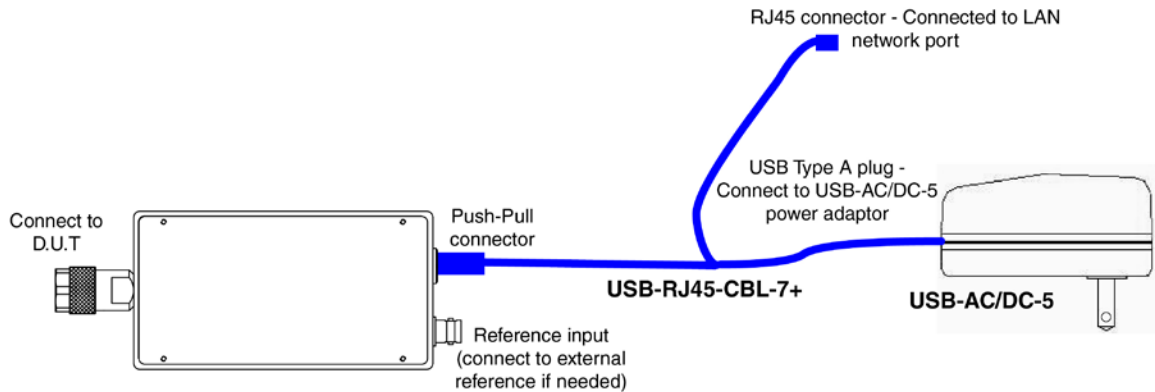 RJ45 connector - Connected to LAN
network port
USB Type A plug -
Connect to USB-AC/DC-5
power adaptor
Connect to
D.U.T
Push-Pull
connector
USB-RJ45-CBL-7+
USB-AC/DC-5
Reference input
(connect to external
reference if needed)